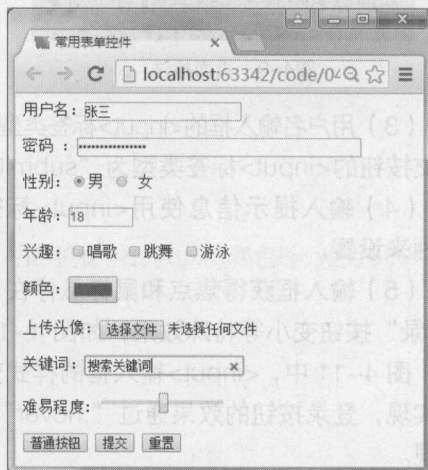 常用表单控件
localhost:63342/code/04
用户名：张三
密码：••••••••••••••••
性别：男 女
年龄：18
兴趣：唱歌 跳舞 游泳
颜色：
上传头像：选择文件 未选择任何文件
关键词：搜索关键词
难易程度：
普通按钮 提交 重置